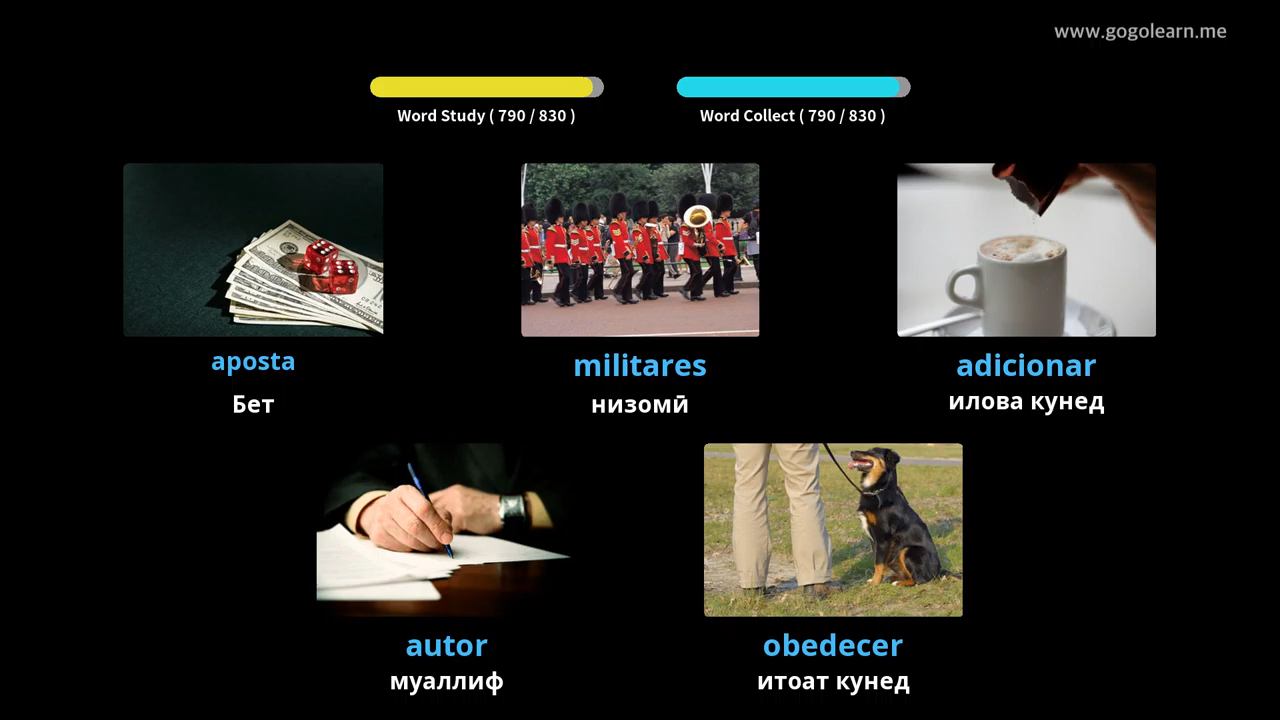 www.gogolearn.me
Word Study ( 790 / 830 )
Word Collect ( 790 / 830 )
aposta
Бет
militares
низомӣ
adicionar
илова кунед
autor
муаллиф
obedecer
итоат кунед